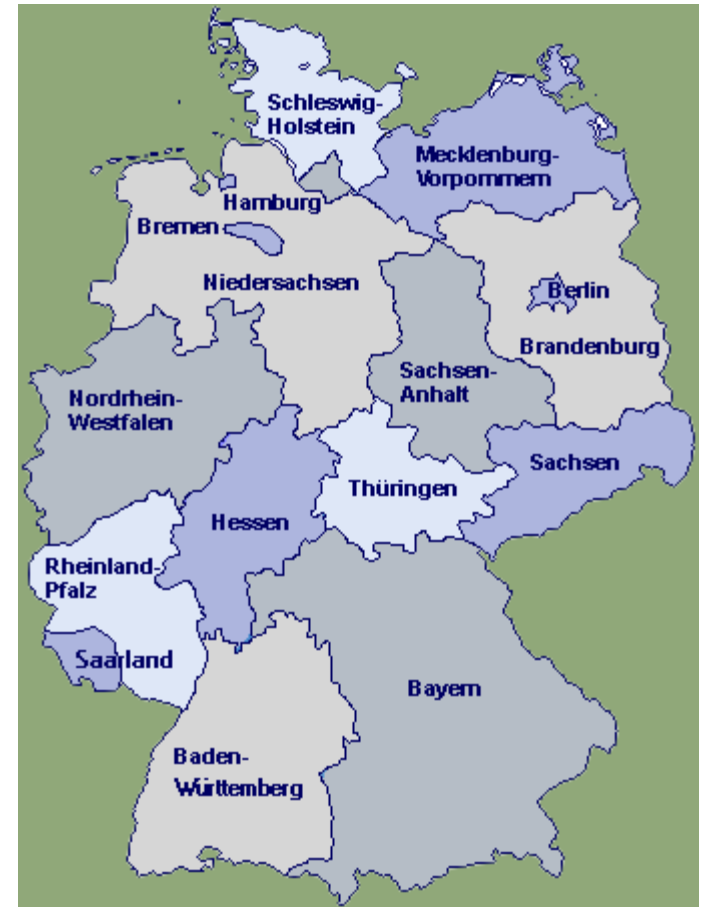 Schleswig-
Holstein
Mecklenburg-
Vorpommern
Hamburg
Bremen
Niedersachsen
Berlin
Brandenburg
Sachsen-
Anhalt
Nordrhein-
Westfalen
Sachsen
Thüringen
Hessen
Rheinland-
Pfalz
Saarland
Bayern
Baden-
Württemberg